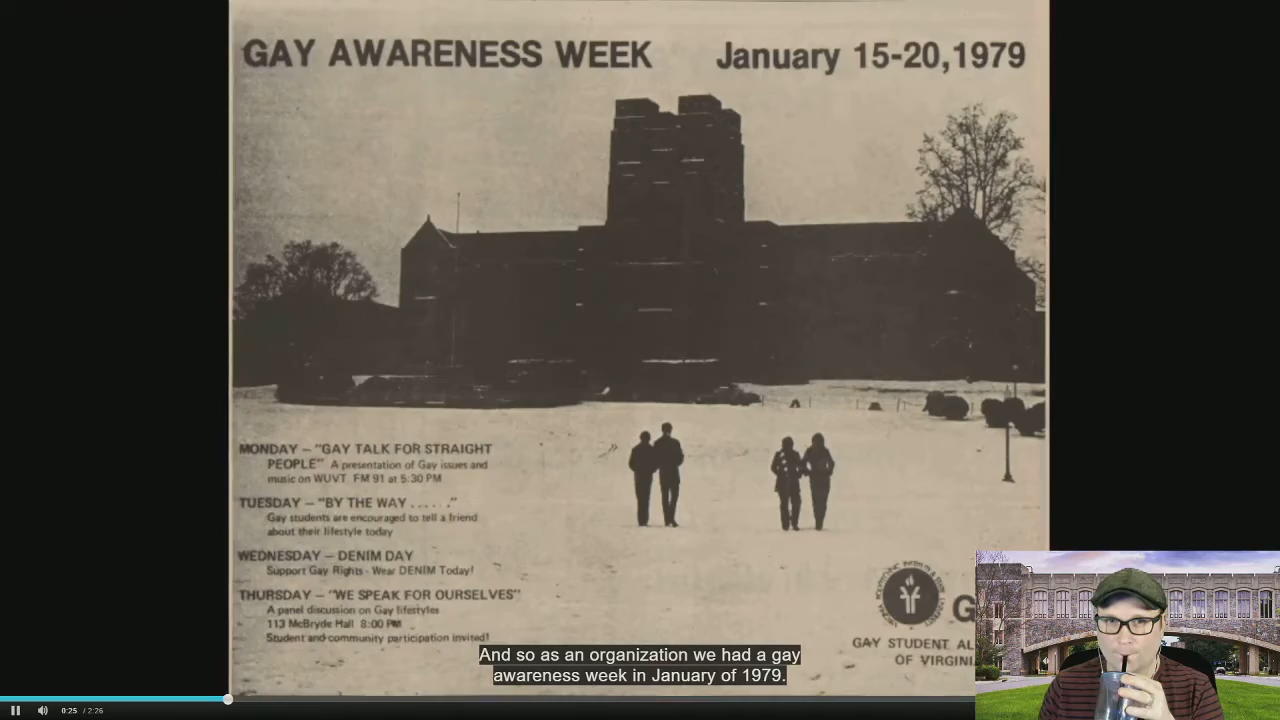 GAY AWARENESS WEEK January 15-20, 1979
MONDAY – "GAY TALK FOR STRAIGHT
PEOPLE" A presentation of Gay issues and
music on WUVT FM 91 at 5:30 PM
TUESDAY – "BY THE WAY . . . . . ."
Gay students are encouraged to tell a friend
about their lifestyle today
WEDNESDAY – DENIM DAY
Support Gay Rights - Wear DENIM Today!
THURSDAY – "WE SPEAK FOR OURSELVES"
A panel discussion on Gay lifestyles
113 McBryde Hall 8:00 PM
Student and community participation invited!
G
GAY STUDENT AL
OF VIRGINI
And so as an organization we had a gay
awareness week in January of 1979.
0:25 / 2:26